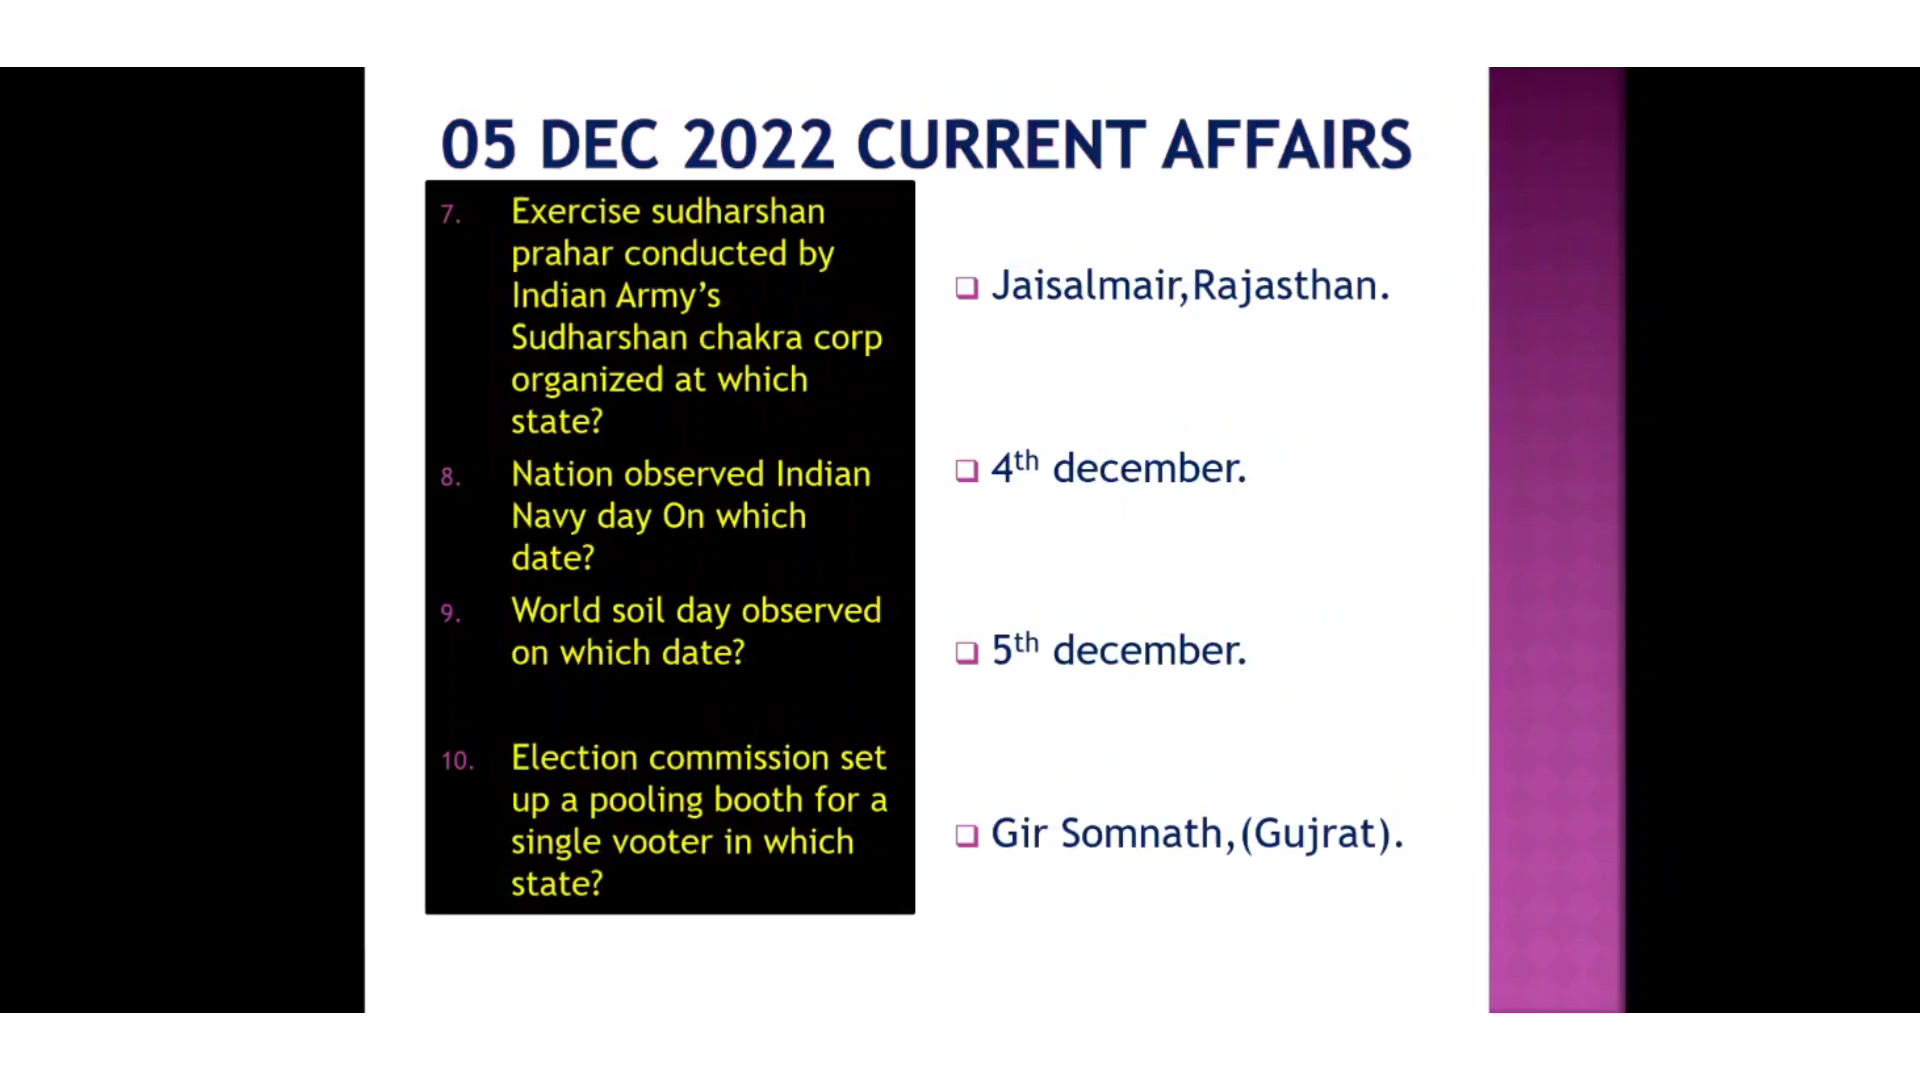 05 DEC 2022 CURRENT AFFAIRS
7. Exercise sudharshan
prahar conducted by
Indian Army’s
Sudharshan chakra corp
organized at which
state?
8. Nation observed Indian
Navy day On which
date?
9. World soil day observed
on which date?
10. Election commission set
up a pooling booth for a
single vooter in which
state?
Jaisalmair,Rajasthan.
4th december.
5th december.
Gir Somnath,(Gujrat).